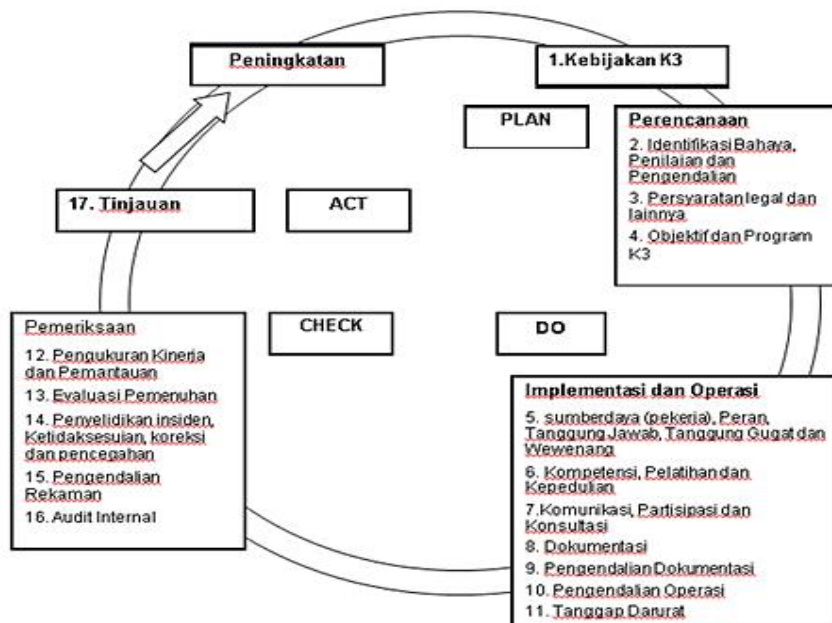 Peningkatan
1.Kebijakan K3
PLAN
Perencanaan
2. Identifikasi Bahaya,
Penilaian dan
Pengendalian
3. Persyaratan legal dan
lainnya
4. Objektif dan Program
K3
17. Tinjauan
ACT
CHECK
DO
Pemeriksaan
12. Pengukuran Kinerja
dan Pemantauan
13. Evaluasi Pemenuhan
14. Penyelidikan insiden,
Ketidaksesuian, koreksi
dan pencegahan
15. Pengendalian
Rekaman
16. Audit Internal
Implementasi dan Operasi
5. sumberdaya (pekerja), Peran,
Tanggung Jawab, Tanggung Gugat dan
Wewenang
6. Kompetensi, Pelatihan dan
Kepedulian
7.Komunikasi, Partisipasi dan
Konsultasi
8. Dokumentasi
9. Pengendalian Dokumentasi
10. Pengendalian Operasi
11. Tanggap Darurat